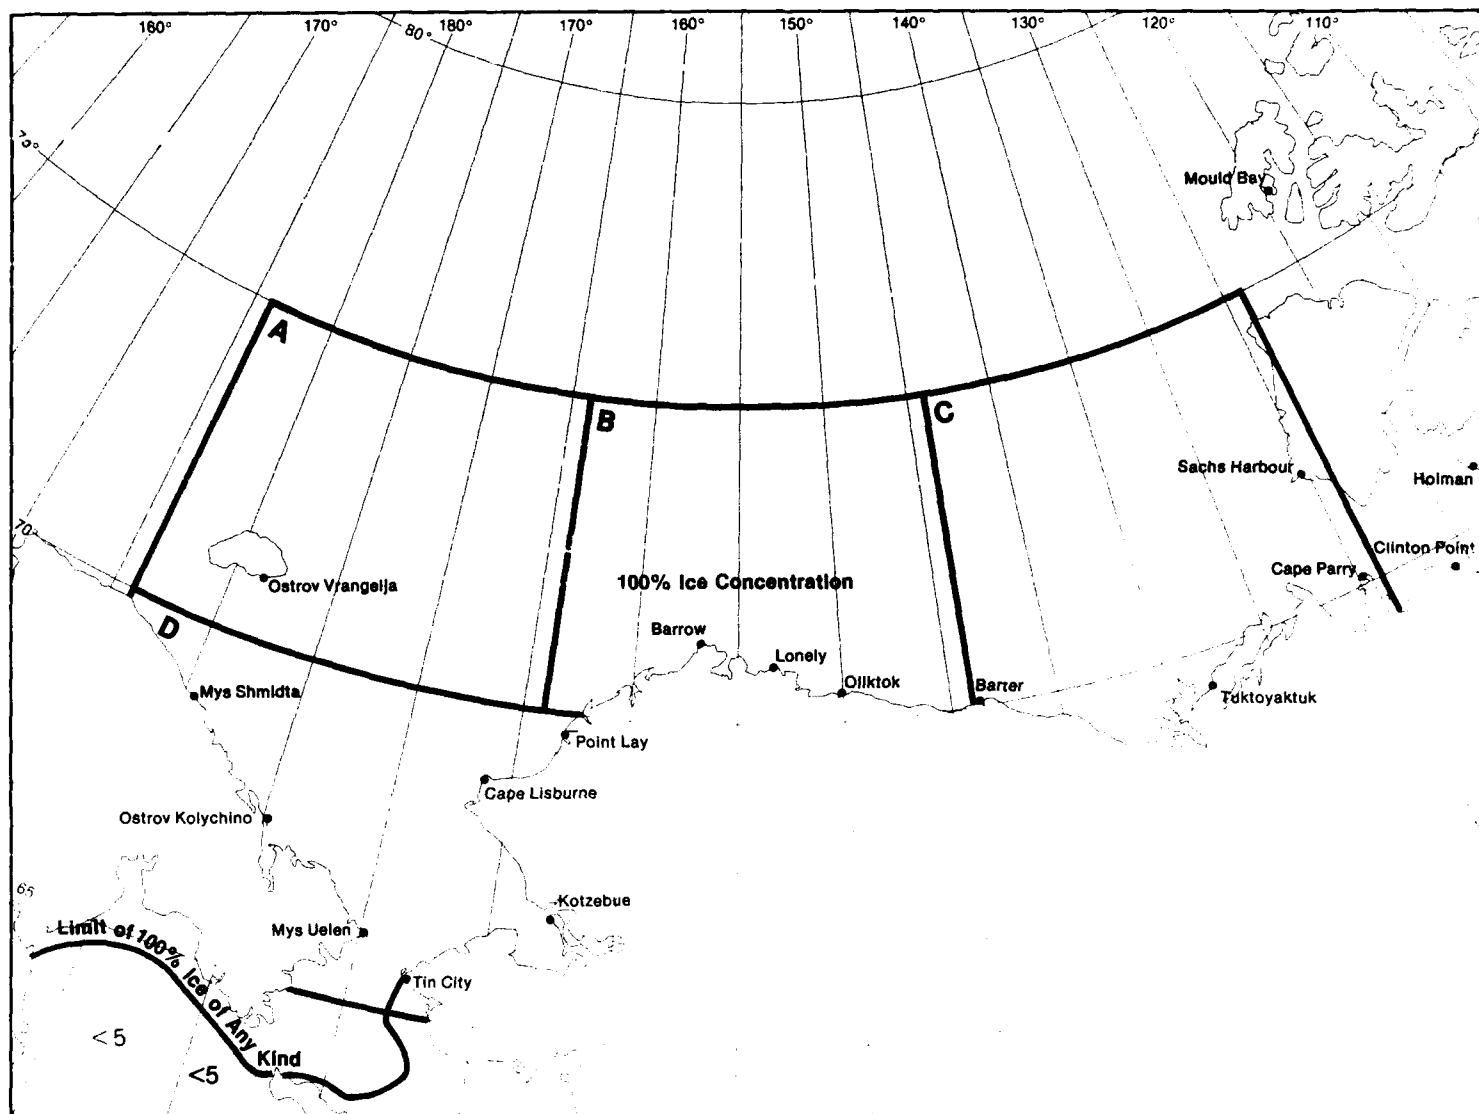 160°
170°
80°
170°
160°
150°
140°
130°
120°
110°
75°
Mould Bay
A
B
C
Sachs Harbour
Holman
70°
Ostrov Vrangelja
100% Ice Concentration
Clinton Point
Cape Parry
D
Barrow
Lonely
Oliktok
Barter
Tuktoyaktuk
Mys Shmidta
Point Lay
Cape Lisburne
Ostrov Kolychino
65
Kotzebue
Limit of 100% Ice of Any Kind
Mys Uelen
Tin City
<5
<5